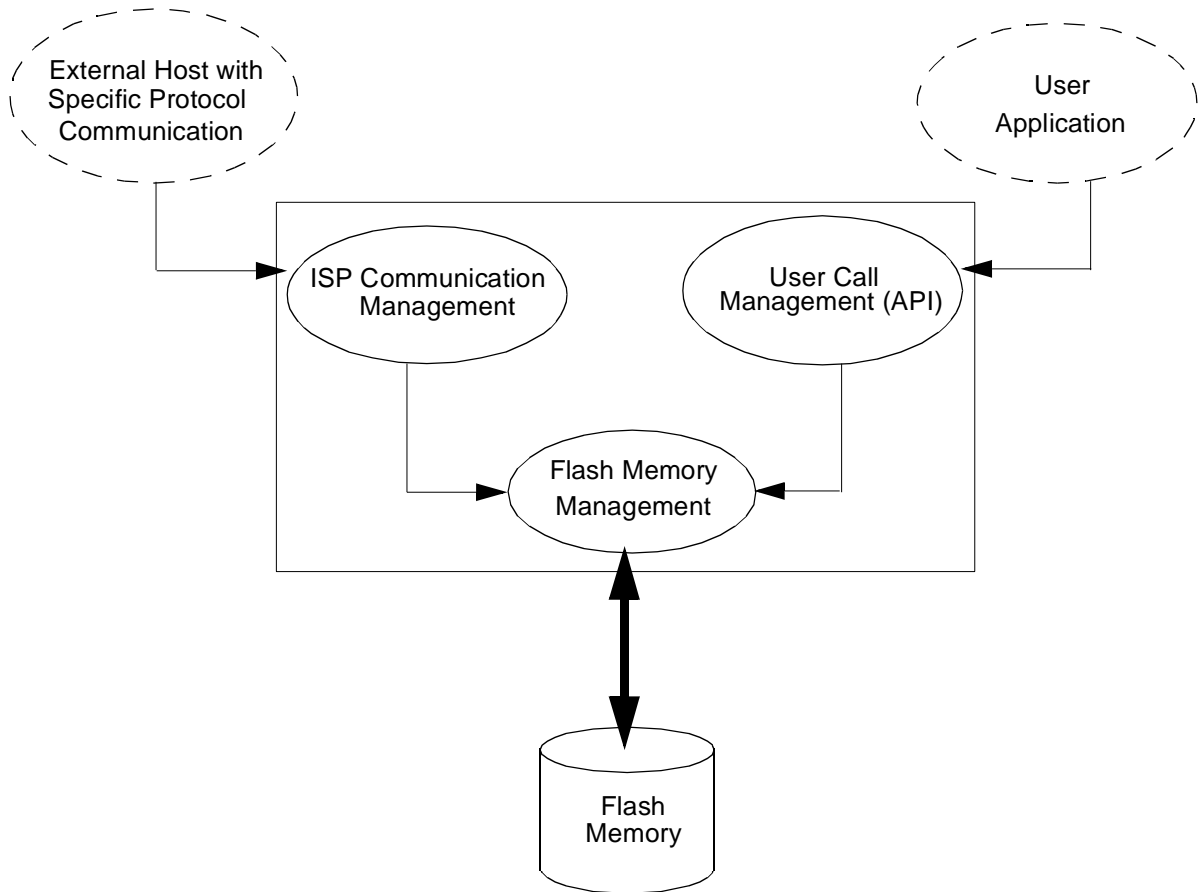 External Host with
Specific Protocol
Communication
User
Application
ISP Communication
Management
User Call
Management (API)
Flash Memory
Management
Flash
Memory